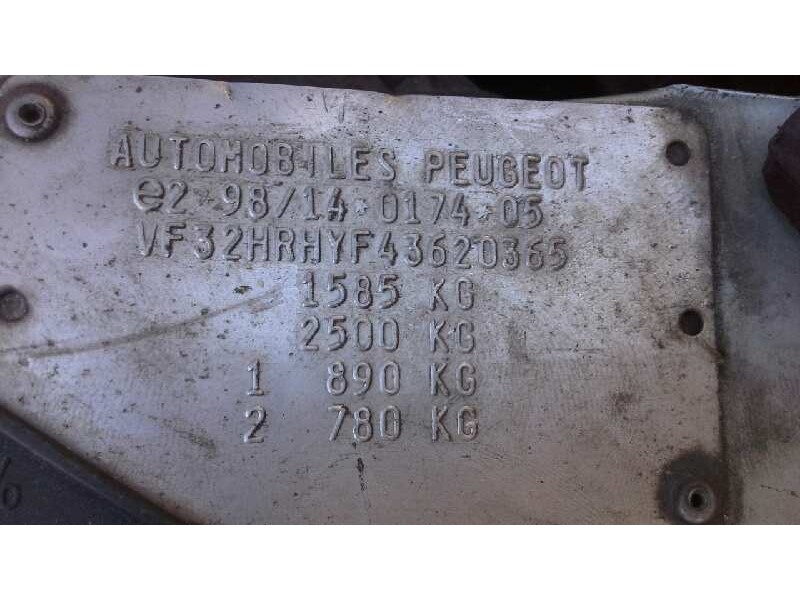 AUTOMOBILES PEUGEOT
e2*98/14*0174*05
VF32HRHYF43620365
1585 KG
2500 KG
1 890 KG
2 780 KG
%